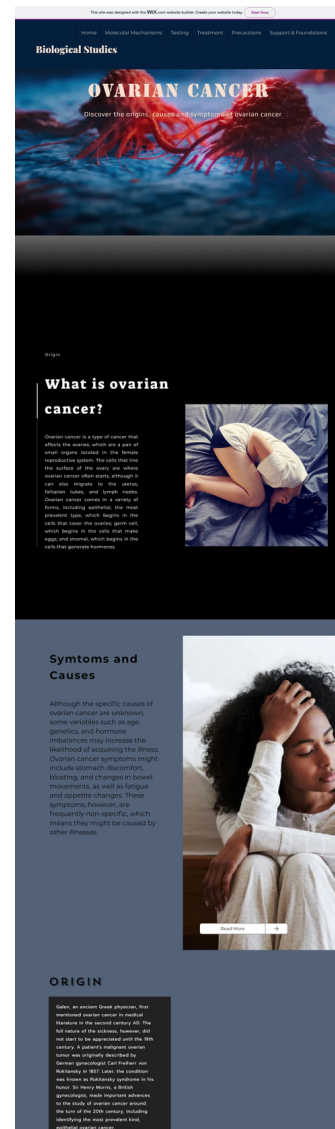 This site was designed with the WIX.com website builder. Create your website today. Start Now
Home Molecular Mechanisms Testing Treatment Precautions Support & Foundations
Biological Studies
OVARIAN CANCER
Discover the origins, causes and symptoms of ovarian cancer
Origin
What is ovarian
cancer?
Ovarian cancer is a type of cancer that
affects the ovaries, which are a pair of
small organs located in the female
reproductive system. The cells that line
the surface of the ovary are where
ovarian cancer often starts, although it
can also migrate to the uterus,
fallopian tubes, and lymph nodes.
Ovarian cancer comes in a variety of
forms, including epithelial, the most
prevalent type, which begins in the
cells that cover the ovaries; germ cell,
which begins in the cells that make
eggs; and stromal, which begins in the
cells that generate hormones.
Symtoms and
Causes
Although the specific causes of
ovarian cancer are unknown,
some variables such as age,
genetics, and hormone
imbalances may increase the
likelihood of acquiring the illness.
Ovarian cancer symptoms might
include stomach discomfort,
bloating, and changes in bowel
movements, as well as fatigue
and appetite changes. These
symptoms, however, are
frequently non-specific, which
means they might be caused by
other illnesses.
Read More →
ORIGIN
Galen, an ancient Greek physician, first
mentioned ovarian cancer in medical
literature in the second century AD. The
full nature of the sickness, however, did
not start to be appreciated until the 19th
century. A patient's malignant ovarian
tumor was originally described by
German gynecologist Carl Freiherr von
Rokitansky in 1857. Later, the condition
was known as Rokitansky syndrome in his
honor. Sir Henry Morris, a British
gynecologist, made important advances
to the study of ovarian cancer around
the turn of the 20th century, including
identifying the most prevalent kind,
epithelial ovarian cancer.